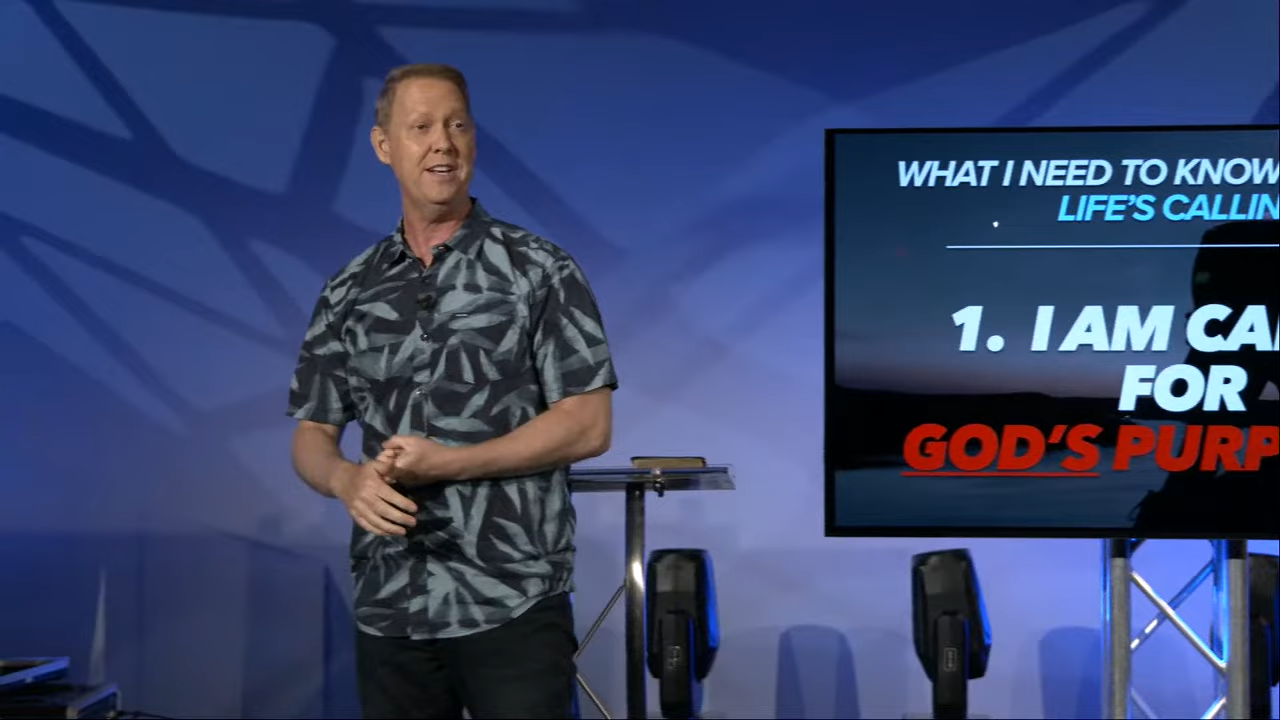 WHAT I NEED TO KNOW
LIFE'S CALLIN
1. I AM CA
FOR
GOD'S PURP